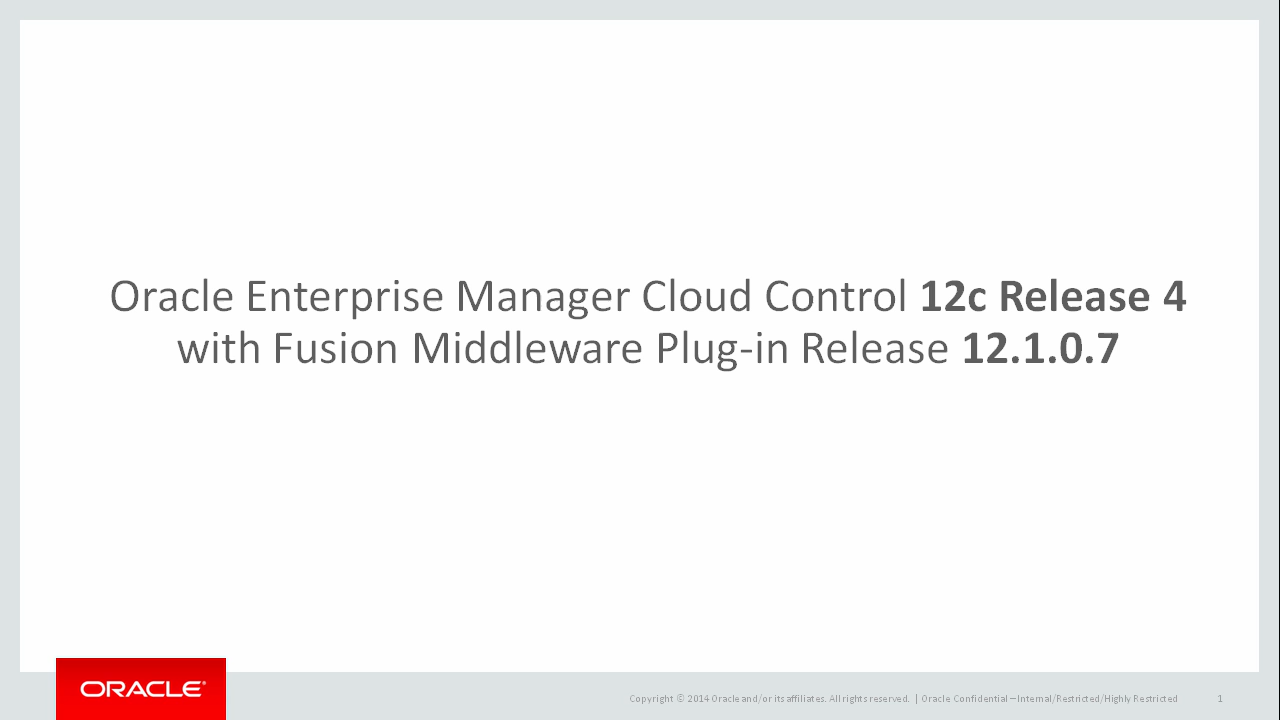 Oracle Enterprise Manager Cloud Control 12c Release 4
with Fusion Middleware Plug-in Release 12.1.0.7
ORACLE®
Copyright © 2014 Oracle and/or its affiliates. All rights reserved. | Oracle Confidential – Internal/Restricted/Highly Restricted 1